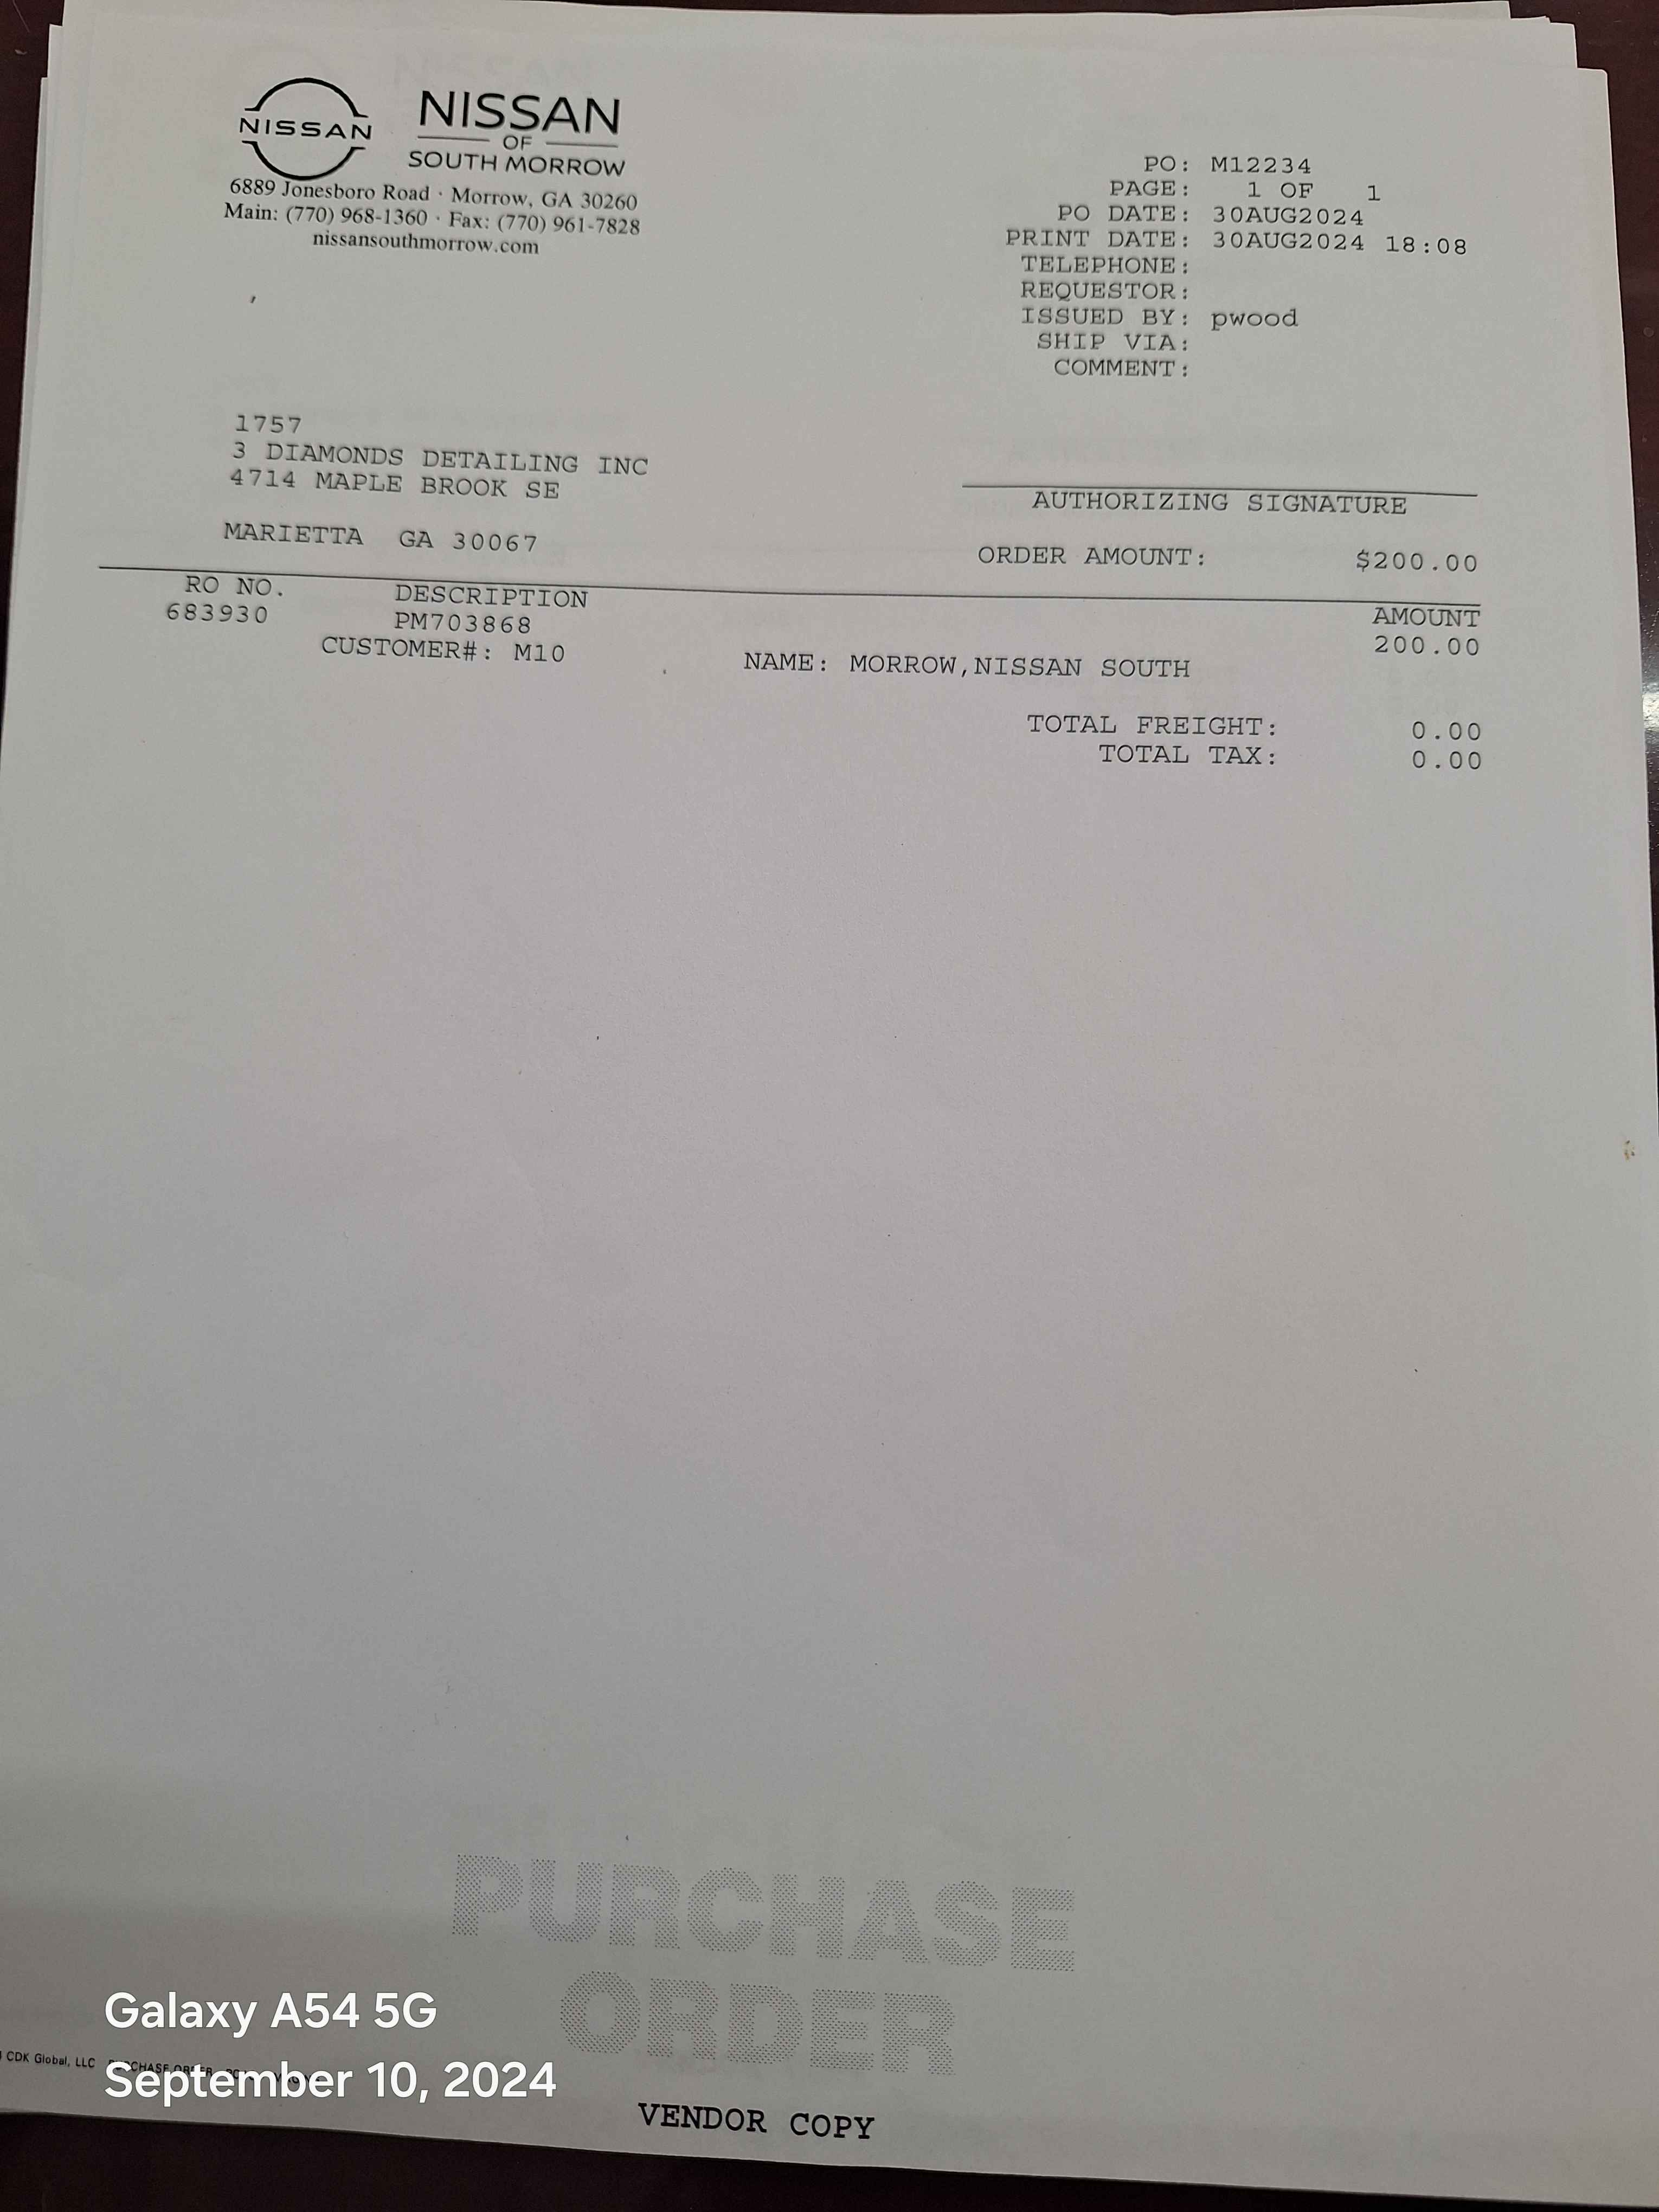 NISSAN
NISSAN
OF
SOUTH MORROW
6889 Jonesboro Road · Morrow, GA 30260
Main: (770) 968-1360 · Fax: (770) 961-7828
nissansouthmorrow.com
PO: M12234
PAGE: 1 OF 1
PO DATE: 30AUG2024
PRINT DATE: 30AUG2024 18:08
TELEPHONE:
REQUESTOR:
ISSUED BY: pwood
SHIP VIA:
COMMENT:
1757
3 DIAMONDS DETAILING INC
4714 MAPLE BROOK SE
MARIETTA GA 30067
AUTHORIZING SIGNATURE
ORDER AMOUNT: $200.00
RO NO. DESCRIPTION AMOUNT
683930 PM703868 200.00
CUSTOMER#: M10 NAME: MORROW,NISSAN SOUTH
TOTAL FREIGHT: 0.00
TOTAL TAX: 0.00
PURCHASE
ORDER
Galaxy A54 5G
CDK Global, LLC
September 10, 2024
VENDOR COPY